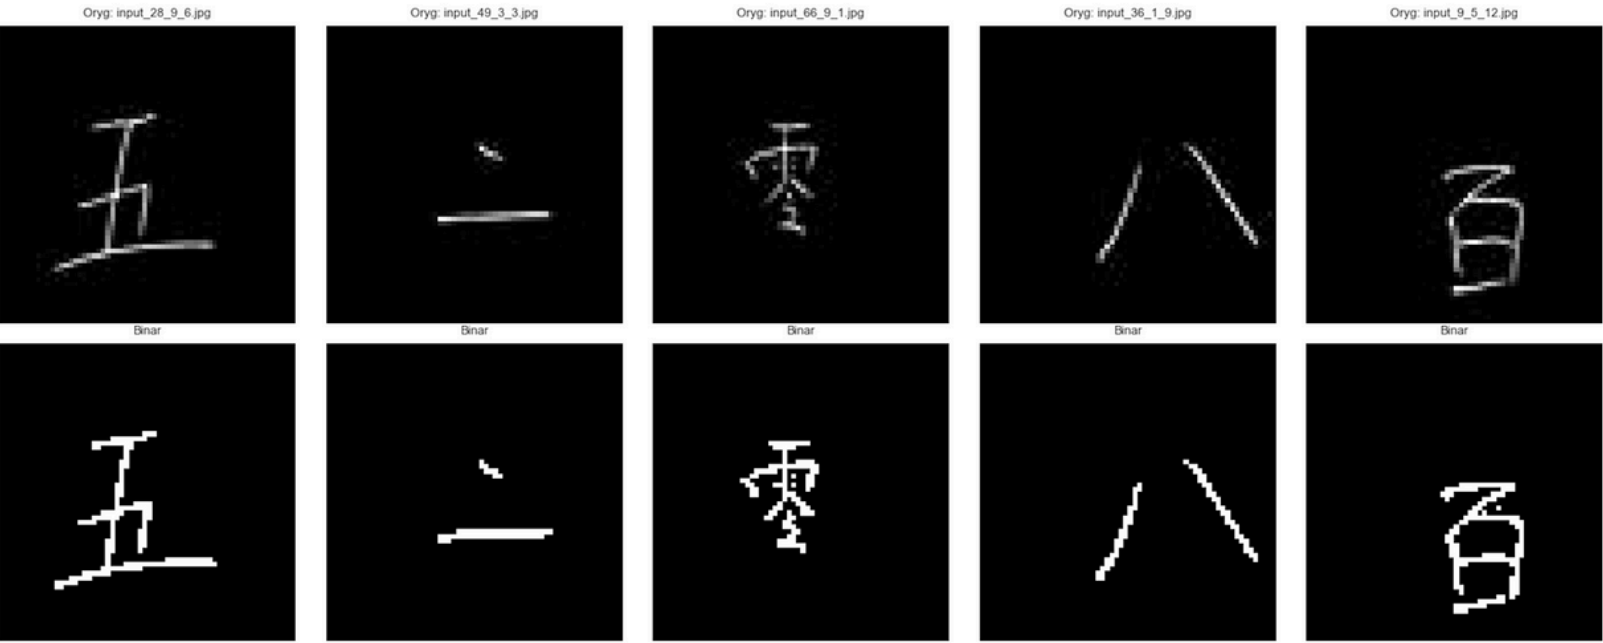 Oryg: input_28_9_6.jpg Oryg: input_49_3_3.jpg Oryg: input_66_9_1.jpg Oryg: input_36_1_9.jpg Oryg: input_9_5_12.jpg
五 二 零 八 百
Binar Binar Binar Binar Binar
五 二 零 八 百